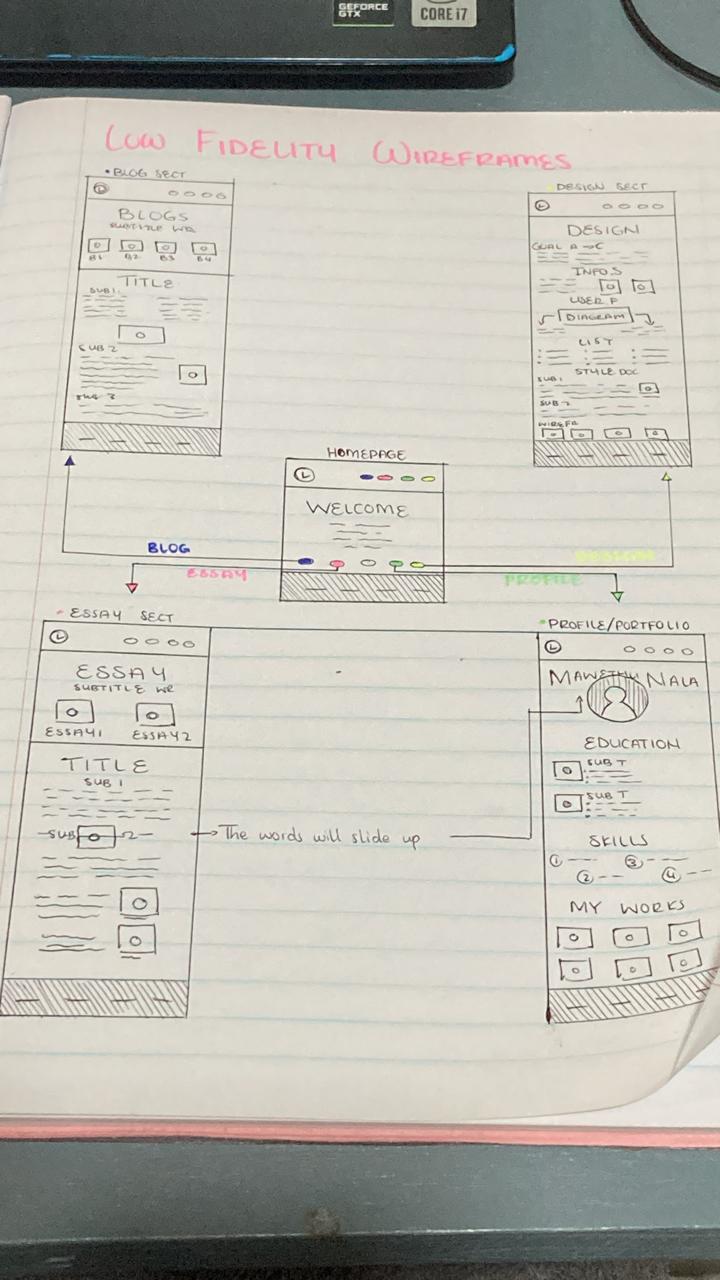 GEFORCE
GTX
CORE i7
LOW FIDELITY WIREFRAMES
• BLOG SECT
L
BLOGS
SUBTITLE WR
B1 B2 B3 B4
TITLE
SUB 1
SUB 2
SUB 3
• DESIGN SECT
L
DESIGN
GOAL A → C
INFO S
USER F
DIAGRAM
LIST
STYLE DOC
SUB 1
SUB 2
WIREFR
HOMEPAGE
L
WELCOME
BLOG
ESSAY
DESIGN
PROFILE
• ESSAY SECT
L
ESSAY
SUBTITLE WR
ESSAY1 ESSAY2
TITLE
SUB 1
SUB 2
→ The words will slide up
• PROFILE/PORTFOLIO
L
MAWETHU NALA
EDUCATION
SUB T
SUB T
SKILLS
1 3
2 4
MY WORKS